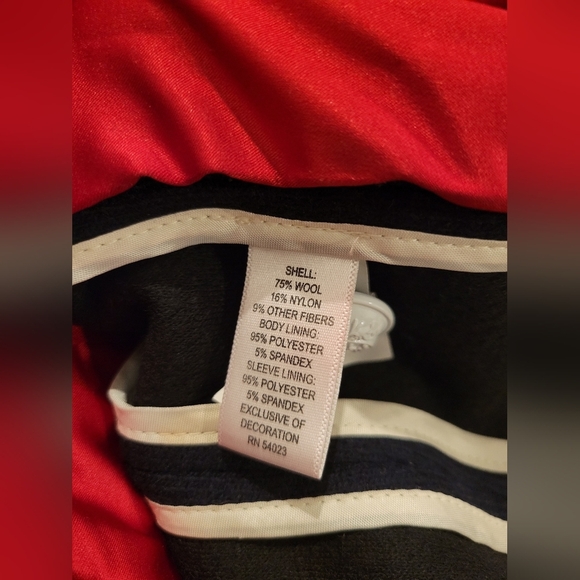 SHELL:
75% WOOL
16% NYLON
9% OTHER FIBERS
BODY LINING:
95% POLYESTER
5% SPANDEX
SLEEVE LINING:
95% POLYESTER
5% SPANDEX
EXCLUSIVE OF
DECORATION
RN 54023